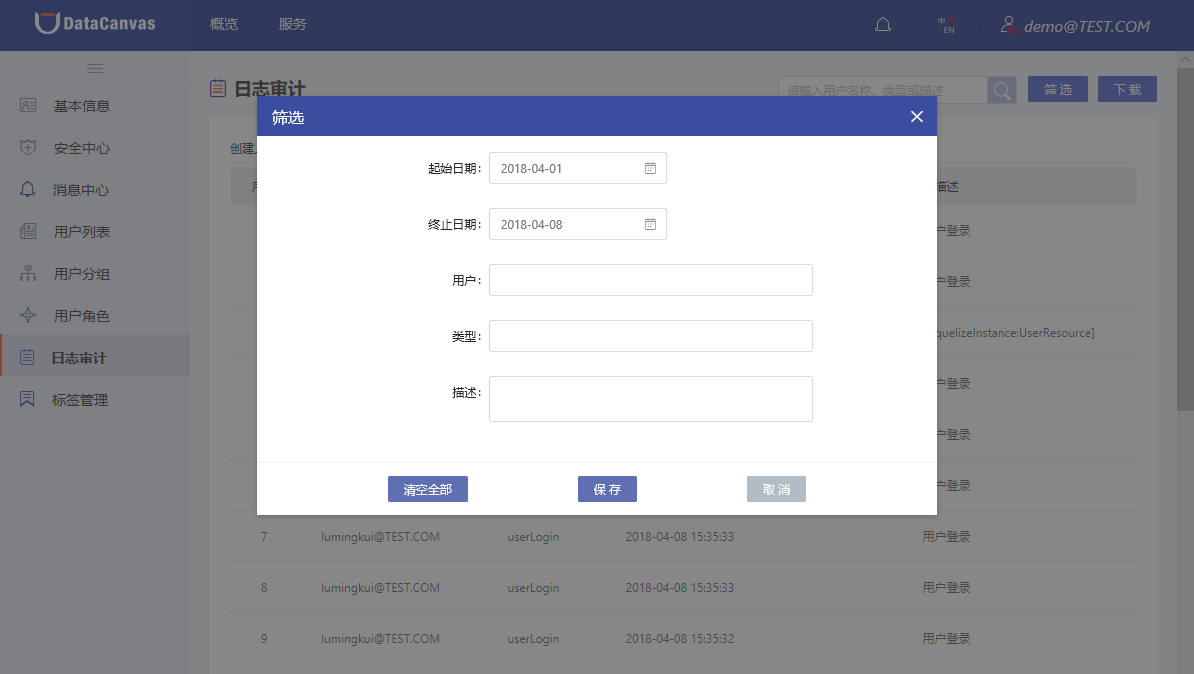 DataCanvas 概览 服务 中 EN demo@TEST.COM
日志审计 请输入用户名称、类型或描述 筛选 下载
基本信息
安全中心
消息中心
用户列表
用户分组
用户角色
日志审计
标签管理
创建
筛选
起始日期: 2018-04-01
终止日期: 2018-04-08
用户:
类型:
描述:
清空全部 保存 取消
描述
户登录
户登录
quelizeInstance:UserResource]
户登录
户登录
户登录
7 lumingkui@TEST.COM userLogin 2018-04-08 15:35:33 用户登录
8 lumingkui@TEST.COM userLogin 2018-04-08 15:35:33 用户登录
9 lumingkui@TEST.COM userLogin 2018-04-08 15:35:32 用户登录